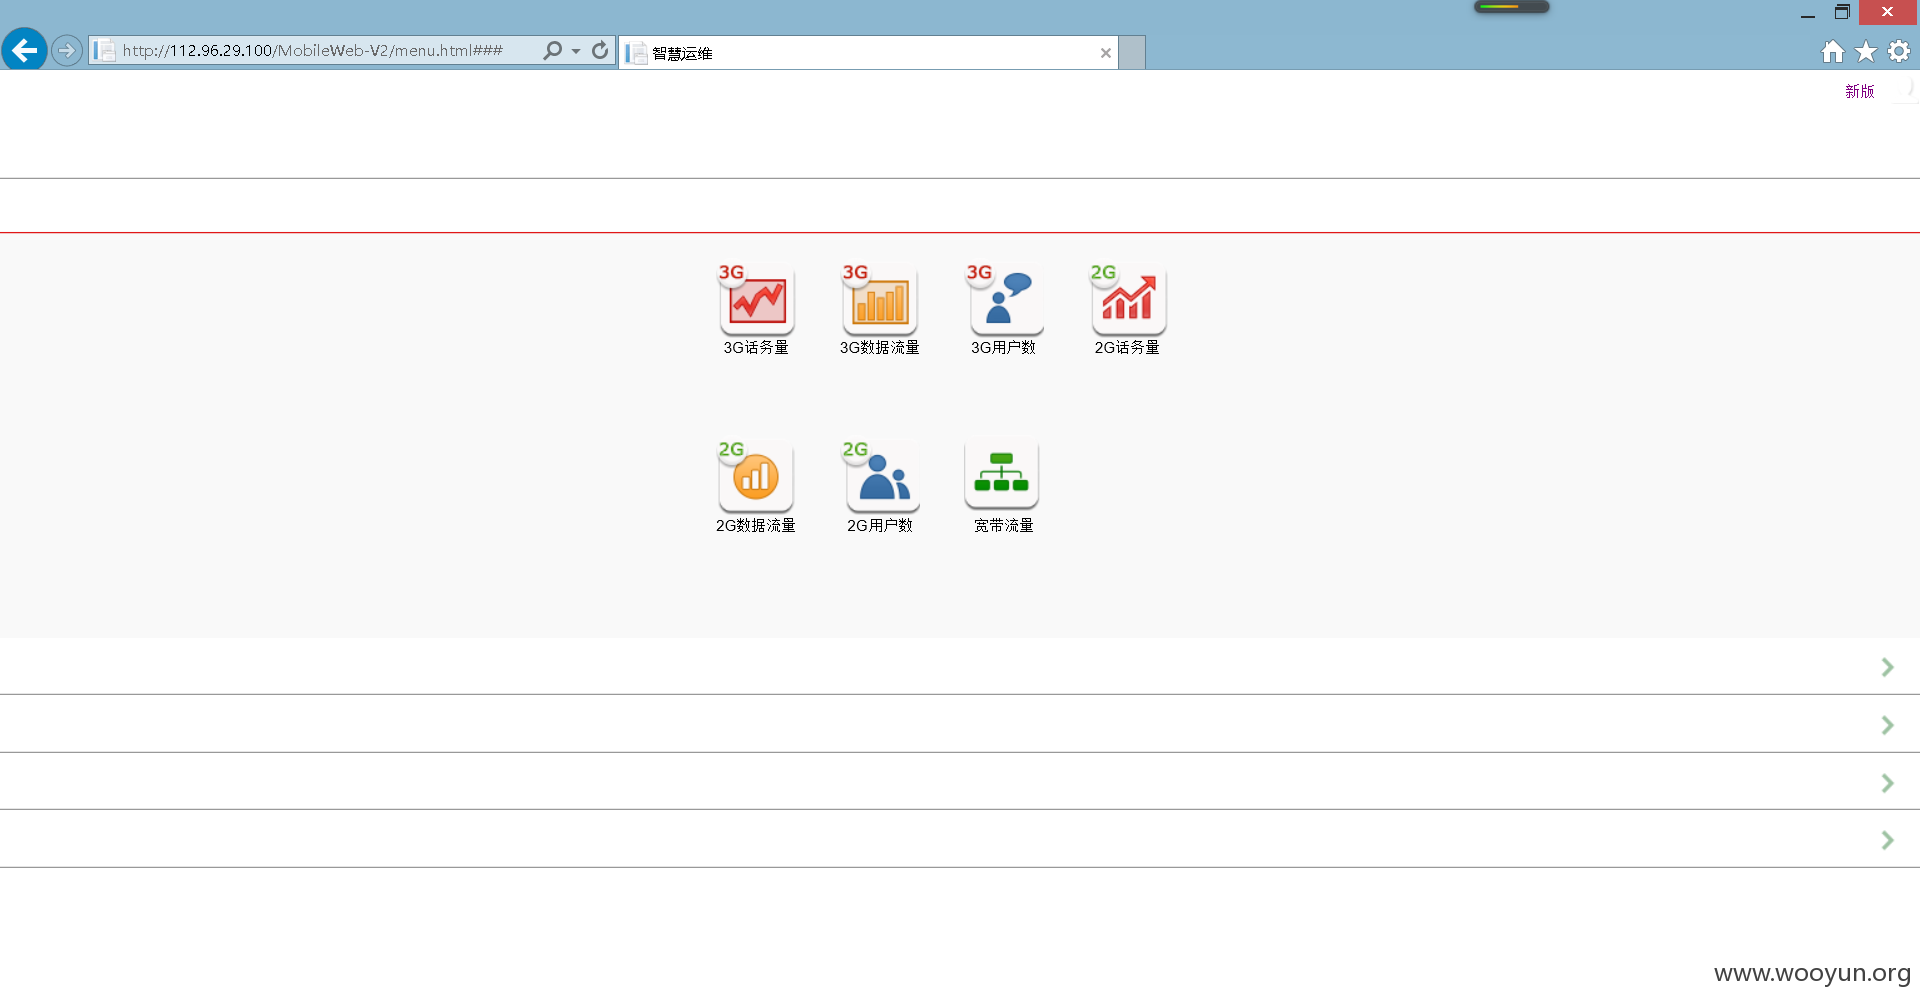 http://112.96.29.100/MobileWeb-V2/menu.html###
智慧运维
新版
3G 3G 3G 2G
3G话务量 3G数据流量 3G用户数 2G话务量
2G 2G
2G数据流量 2G用户数 宽带流量
www.wooyun.org